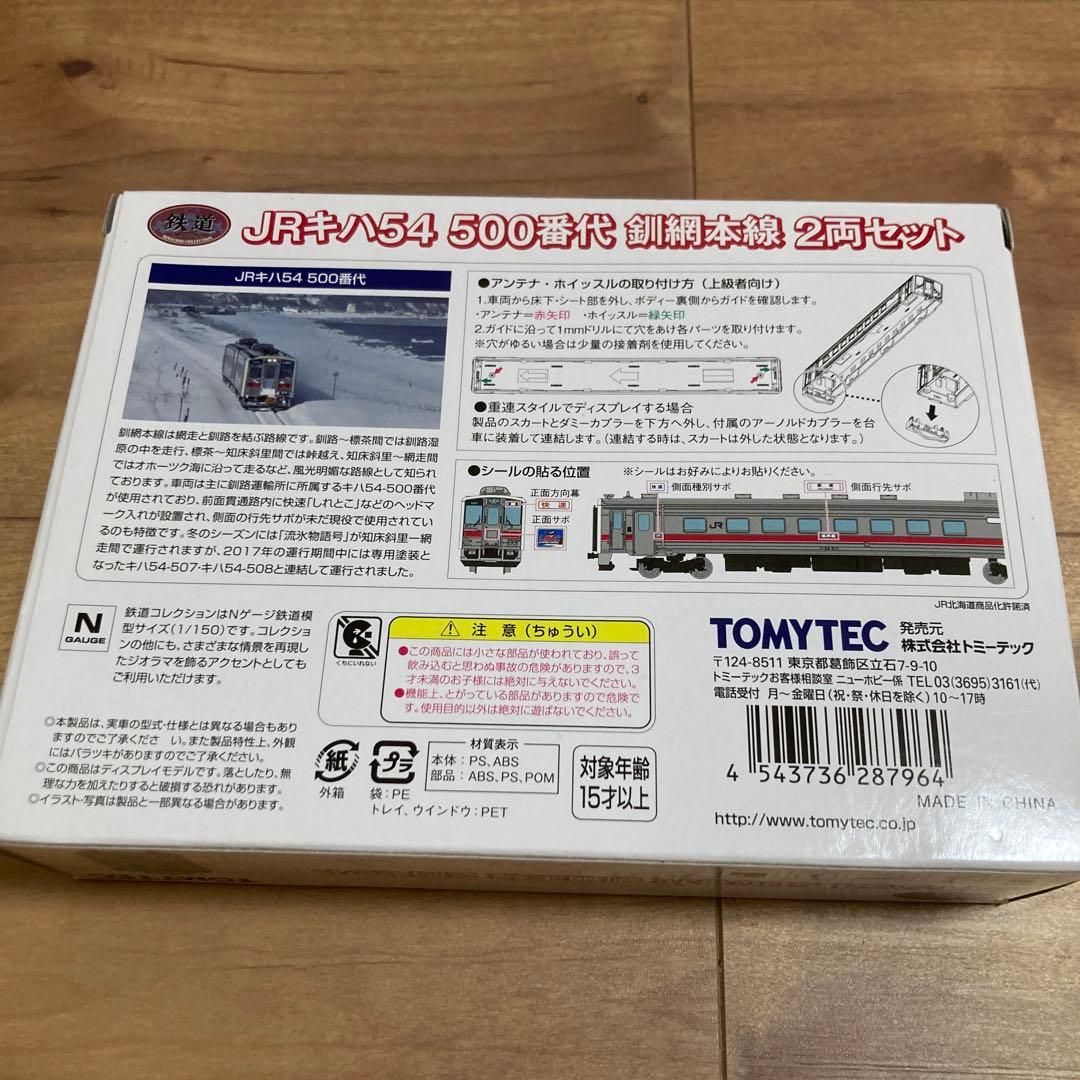 鉄道
JRキハ54 500番代 釧網本線 2両セット
JRキハ54 500番代
釧網本線は網走と釧路を結ぶ路線です。釧路〜標茶間では釧路湿
原の中を走行、標茶〜知床斜里間では峠越え、知床斜里〜網走間
ではオホーツク海に沿って走るなど、風光明媚な路線として知られ
ております。車両は主に釧路運輸所に所属するキハ54-500番代
が使用されており、前面貫通路内に快速「しれとこ」などのヘッドマ
ーク入れが設置され、側面の行先サボが未だ現役で使用されてい
るのも特徴です。冬のシーズンには「流氷物語号」が知床斜里ー網
走間で運行されますが、2017年の運行期間中には専用塗装と
なったキハ54-507・キハ54-508と連結して運行されました。
●アンテナ・ホイッスルの取り付け方(上級者向け)
1.車両から床下・シート部を外し、ボディー裏側からガイドを確認します。
・アンテナ=赤矢印 ・ホイッスル=緑矢印
2.ガイドに沿って1mmドリルにて穴をあけ各パーツを取り付けます。
※穴がゆるい場合は少量の接着剤を使用してください。
●重連スタイルでディスプレイする場合
製品のスカートとダミーカプラーを下方へ外し、付属のアーノルドカプラーを台
車に装着して連結します。(連結する時は、スカートは外した状態となります。)
●シールの貼る位置 ※シールはお好みによりお貼りください。
正面方向幕
快速
正面サボ
快速 側面種別サボ
側面行先サボ
JR
JR北海道商品化許諾済
N
GAUGE
鉄道コレクションはNゲージ鉄道模
型サイズ(1/150)です。コレクショ
ンの他にも、さまざまな情景を再現し
たジオラマを飾るアクセントとしても
ご利用いただけます。
◎本製品は、実車の型式・仕様とは異なる場合もあり
ますのでご了承くださ い。また製品特性上、外観
にはバラツキがありますのでご了承ください。
◎この商品はディスプレイモデルです。落としたり、無
理な力を加えたりすると破損する恐れがあります。
◎イラスト・写真は製品と一部異なる場合があります。
くちにいれない
注 意(ちゅうい)
●この商品には小さな部品が使われており、誤って
飲み込むと思わぬ事故の危険がありますので、3
才未満のお子様には絶対に与えないでください。
●機能上、とがっている部品がありますので危険で
す。使用目的以外は絶対に遊ばないでください。
紙
外箱
プラ
袋:PE
トレイ、ウインドウ:PET
材質表示
本体:PS,ABS
部品:ABS,PS,POM
対象年齢
15才以上
TOMYTEC 発売元
株式会社トミーテック
〒124-8511 東京都葛飾区立石7-9-10
トミーテックお客様相談室 ニューホビー係 TEL03(3695)3161(代)
電話受付 月〜金曜日(祝・祭・休日を除く)10〜17時
4 543736 287964
MADE IN CHINA
http://www.tomytec.co.jp